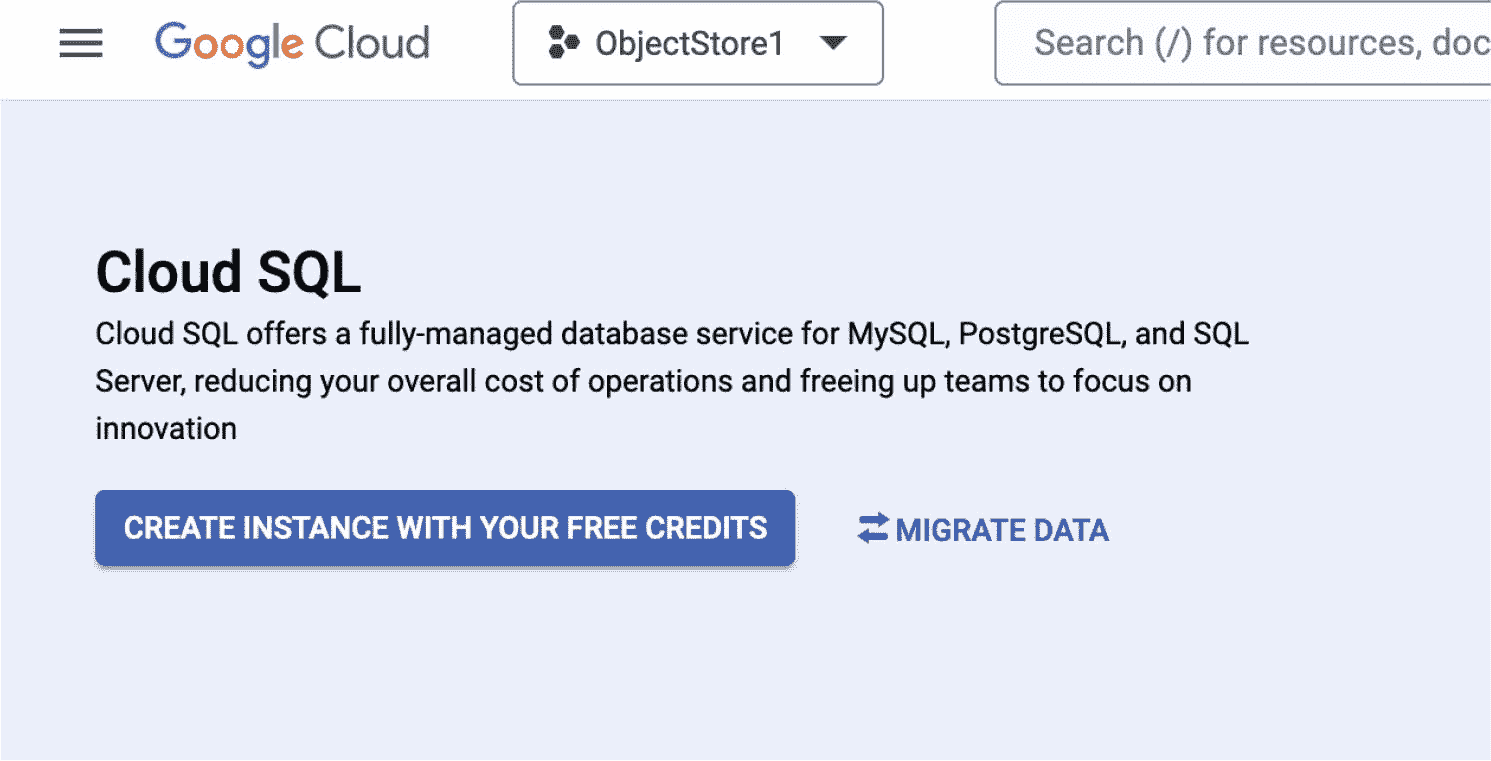 Google Cloud
ObjectStore1
Search (/) for resources, doc
Cloud SQL
Cloud SQL offers a fully-managed database service for MySQL, PostgreSQL, and SQL
Server, reducing your overall cost of operations and freeing up teams to focus on
innovation
CREATE INSTANCE WITH YOUR FREE CREDITS
MIGRATE DATA